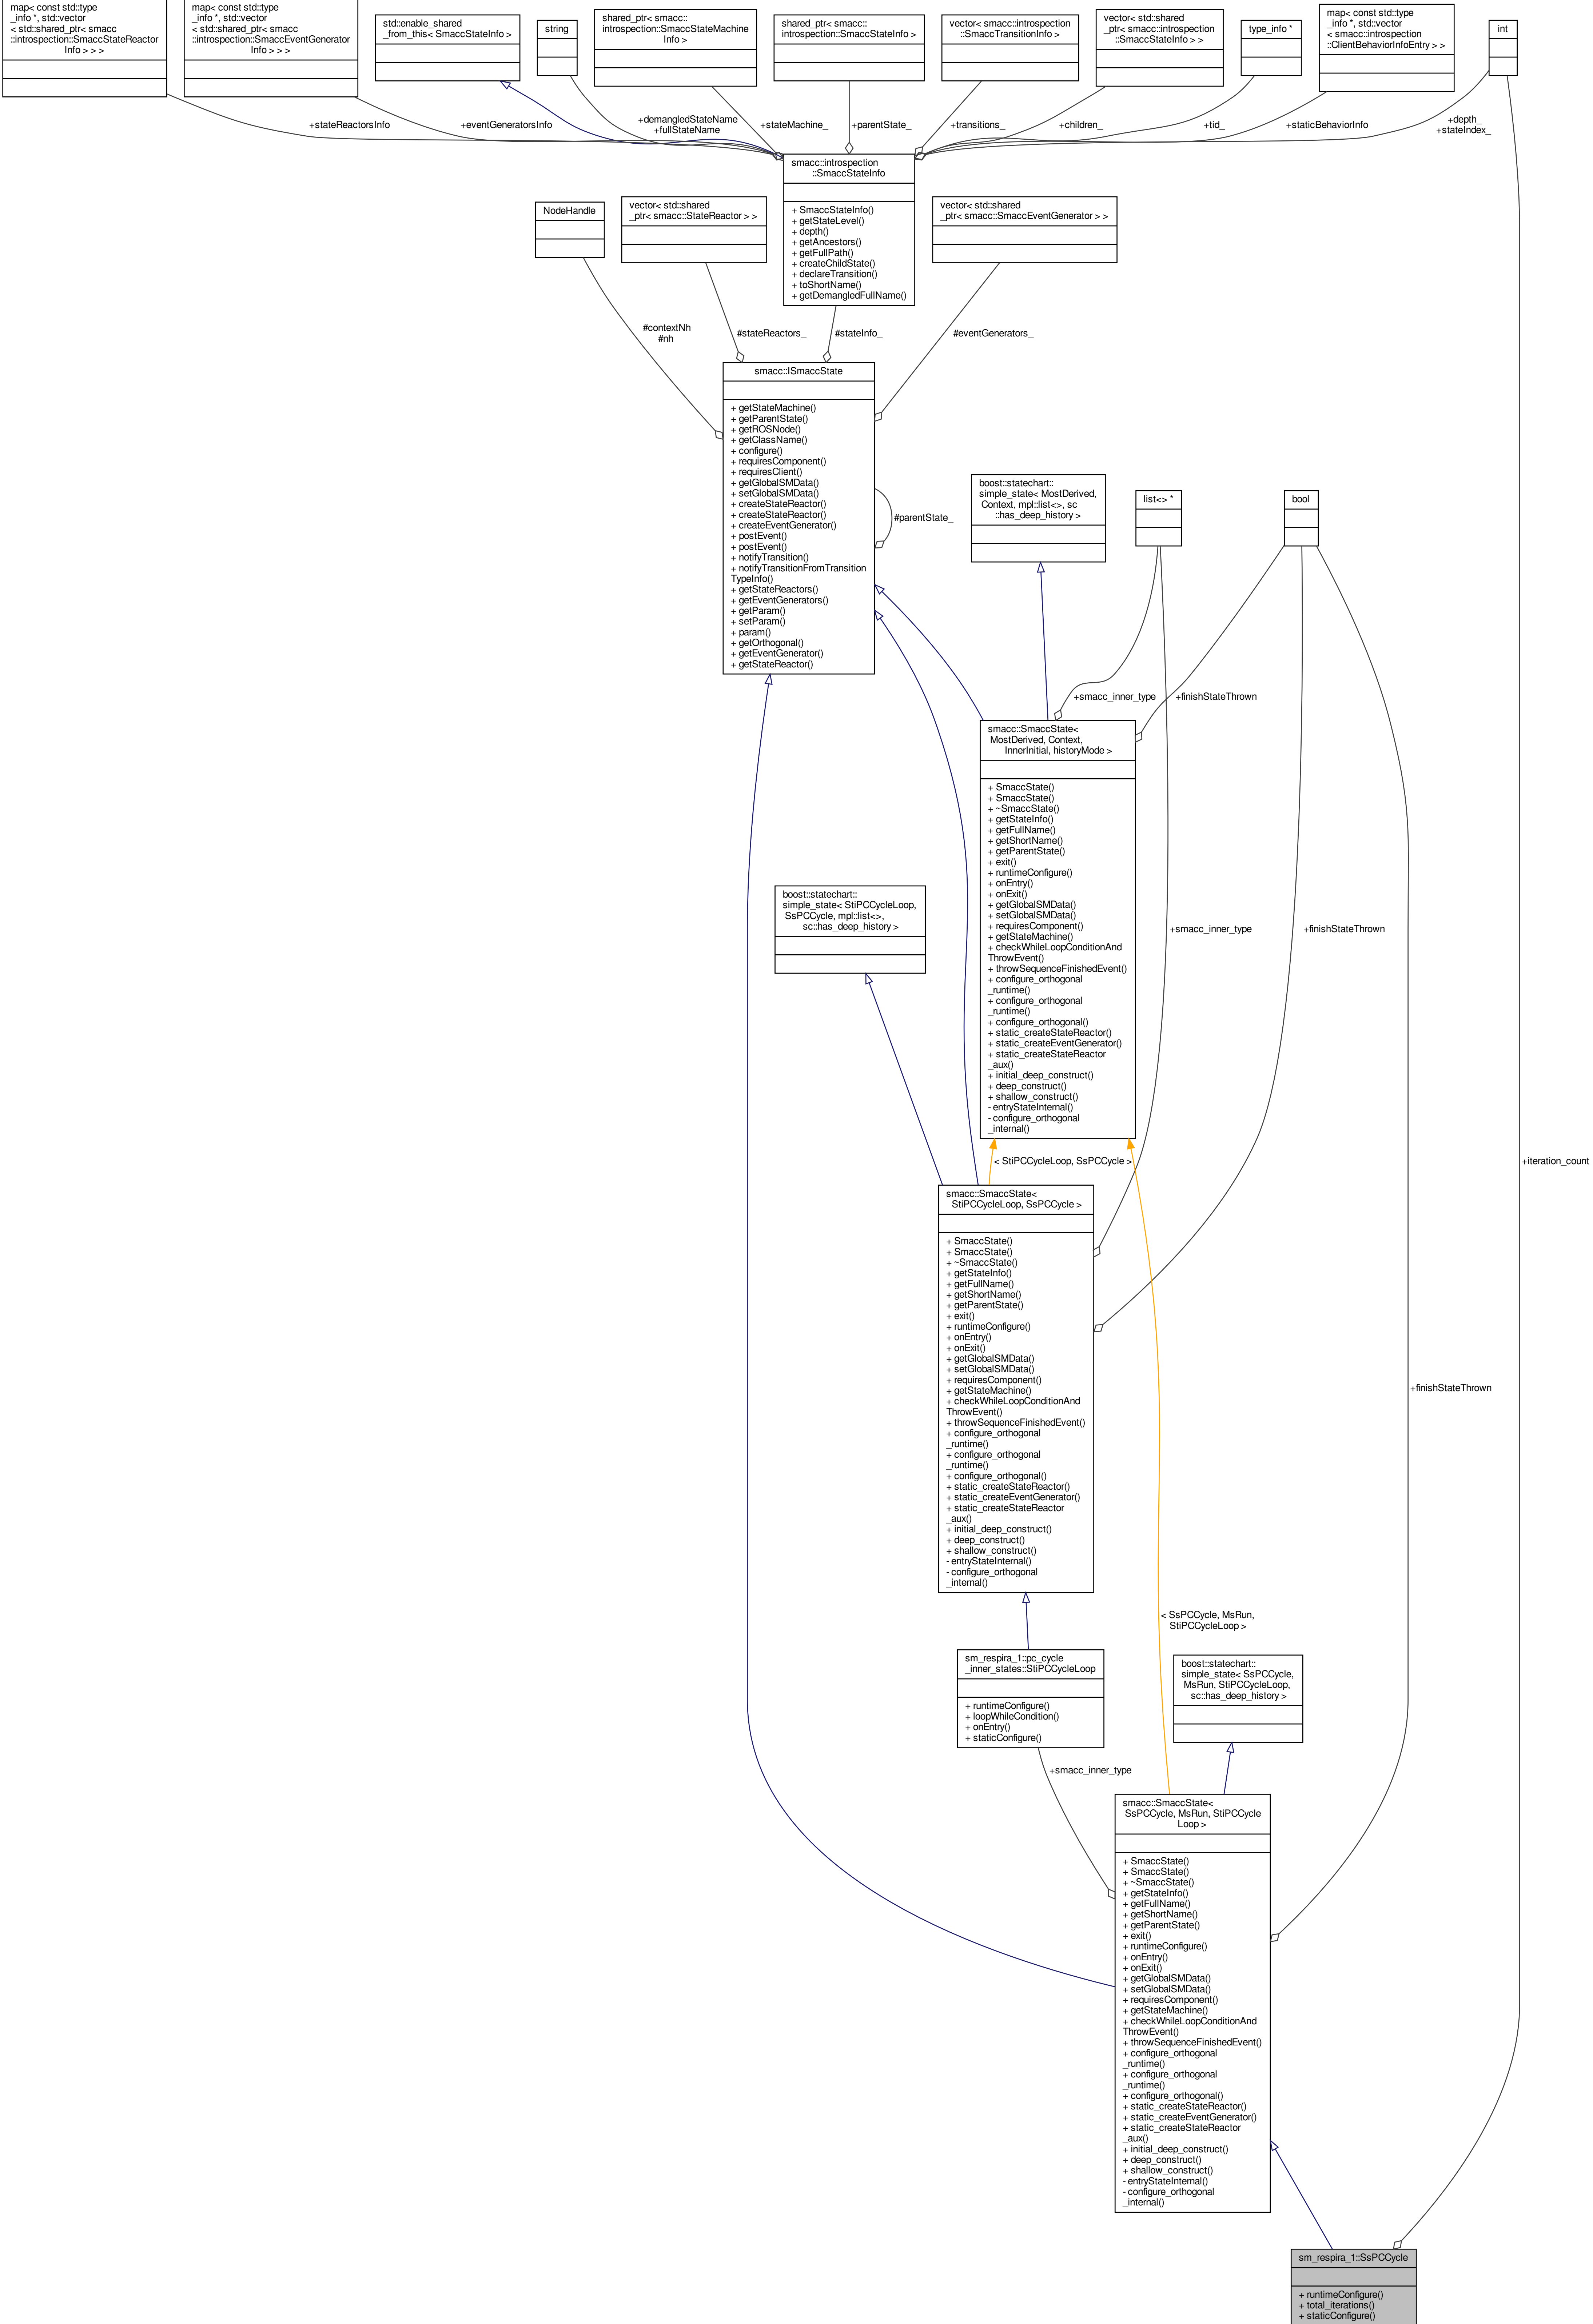 map< const std::type
_info *, std::vector
< std::shared_ptr< smacc
::introspection::SmaccStateReactor
Info > > >
map< const std::type
_info *, std::vector
< std::shared_ptr< smacc
::introspection::SmaccEventGenerator
Info > > >
std::enable_shared
_from_this< SmaccStateInfo >
string
shared_ptr< smacc::
introspection::SmaccStateMachine
Info >
shared_ptr< smacc::
introspection::SmaccStateInfo >
vector< smacc::introspection
::SmaccTransitionInfo >
vector< std::shared
_ptr< smacc::introspection
::SmaccStateInfo > >
type_info *
map< const std::type
_info *, std::vector
< smacc::introspection
::ClientBehaviorInfoEntry > >
int
+stateReactorsInfo
+eventGeneratorsInfo
+demangledStateName
+fullStateName
+stateMachine_
+parentState_
+transitions_
+children_
+tid_
+staticBehaviorInfo
+depth_
+stateIndex_
smacc::introspection
::SmaccStateInfo
+ SmaccStateInfo()
+ getStateLevel()
+ depth()
+ getAncestors()
+ getFullPath()
+ createChildState()
+ declareTransition()
+ toShortName()
+ getDemangledFullName()
NodeHandle
vector< std::shared
_ptr< smacc::StateReactor > >
vector< std::shared
_ptr< smacc::SmaccEventGenerator > >
#contextNh
#nh
#stateReactors_
#stateInfo_
#eventGenerators_
smacc::ISmaccState
+ getStateMachine()
+ getParentState()
+ getROSNode()
+ getClassName()
+ configure()
+ requiresComponent()
+ requiresClient()
+ getGlobalSMData()
+ setGlobalSMData()
+ createStateReactor()
+ createStateReactor()
+ createEventGenerator()
+ postEvent()
+ postEvent()
+ notifyTransition()
+ notifyTransitionFromTransition
TypeInfo()
+ getStateReactors()
+ getEventGenerators()
+ getParam()
+ setParam()
+ param()
+ getOrthogonal()
+ getEventGenerator()
+ getStateReactor()
#parentState_
boost::statechart::
simple_state< MostDerived,
Context, mpl::list<>, sc
::has_deep_history >
list<> *
bool
+smacc_inner_type
+finishStateThrown
smacc::SmaccState<
MostDerived, Context,
InnerInitial, historyMode >
+ SmaccState()
+ SmaccState()
+ ~SmaccState()
+ getStateInfo()
+ getFullName()
+ getShortName()
+ getParentState()
+ exit()
+ runtimeConfigure()
+ onEntry()
+ onExit()
+ getGlobalSMData()
+ setGlobalSMData()
+ requiresComponent()
+ getStateMachine()
+ checkWhileLoopConditionAnd
ThrowEvent()
+ throwSequenceFinishedEvent()
+ configure_orthogonal
_runtime()
+ configure_orthogonal
_runtime()
+ configure_orthogonal()
+ static_createStateReactor()
+ static_createEventGenerator()
+ static_createStateReactor
_aux()
+ initial_deep_construct()
+ deep_construct()
+ shallow_construct()
- entryStateInternal()
- configure_orthogonal
_internal()
boost::statechart::
simple_state< StiPCCycleLoop,
SsPCCycle, mpl::list<>,
sc::has_deep_history >
+smacc_inner_type
+finishStateThrown
< StiPCCycleLoop, SsPCCycle >
+iteration_count
smacc::SmaccState<
StiPCCycleLoop, SsPCCycle >
+ SmaccState()
+ SmaccState()
+ ~SmaccState()
+ getStateInfo()
+ getFullName()
+ getShortName()
+ getParentState()
+ exit()
+ runtimeConfigure()
+ onEntry()
+ onExit()
+ getGlobalSMData()
+ setGlobalSMData()
+ requiresComponent()
+ getStateMachine()
+ checkWhileLoopConditionAnd
ThrowEvent()
+ throwSequenceFinishedEvent()
+ configure_orthogonal
_runtime()
+ configure_orthogonal
_runtime()
+ configure_orthogonal()
+ static_createStateReactor()
+ static_createEventGenerator()
+ static_createStateReactor
_aux()
+ initial_deep_construct()
+ deep_construct()
+ shallow_construct()
- entryStateInternal()
- configure_orthogonal
_internal()
+finishStateThrown
< SsPCCycle, MsRun,
StiPCCycleLoop >
sm_respira_1::pc_cycle
_inner_states::StiPCCycleLoop
+ runtimeConfigure()
+ loopWhileCondition()
+ onEntry()
+ staticConfigure()
boost::statechart::
simple_state< SsPCCycle,
MsRun, StiPCCycleLoop,
sc::has_deep_history >
+smacc_inner_type
smacc::SmaccState<
SsPCCycle, MsRun, StiPCCycle
Loop >
+ SmaccState()
+ SmaccState()
+ ~SmaccState()
+ getStateInfo()
+ getFullName()
+ getShortName()
+ getParentState()
+ exit()
+ runtimeConfigure()
+ onEntry()
+ onExit()
+ getGlobalSMData()
+ setGlobalSMData()
+ requiresComponent()
+ getStateMachine()
+ checkWhileLoopConditionAnd
ThrowEvent()
+ throwSequenceFinishedEvent()
+ configure_orthogonal
_runtime()
+ configure_orthogonal
_runtime()
+ configure_orthogonal()
+ static_createStateReactor()
+ static_createEventGenerator()
+ static_createStateReactor
_aux()
+ initial_deep_construct()
+ deep_construct()
+ shallow_construct()
- entryStateInternal()
- configure_orthogonal
_internal()
sm_respira_1::SsPCCycle
+ runtimeConfigure()
+ total_iterations()
+ staticConfigure()